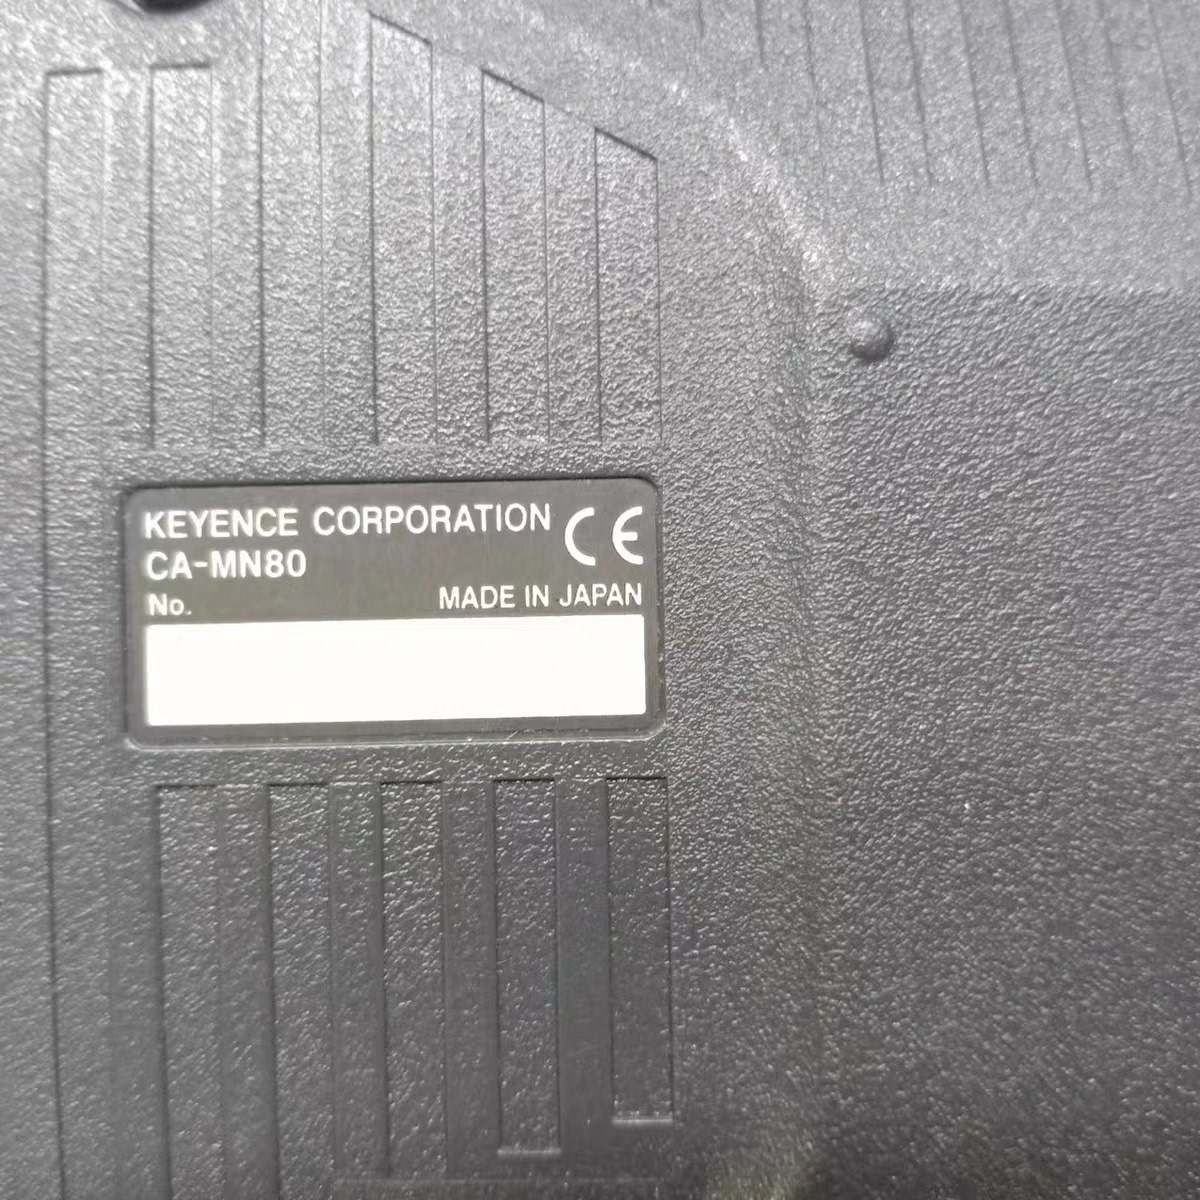 KEYENCE CORPORATION CE
CA-MN80
No. MADE IN JAPAN